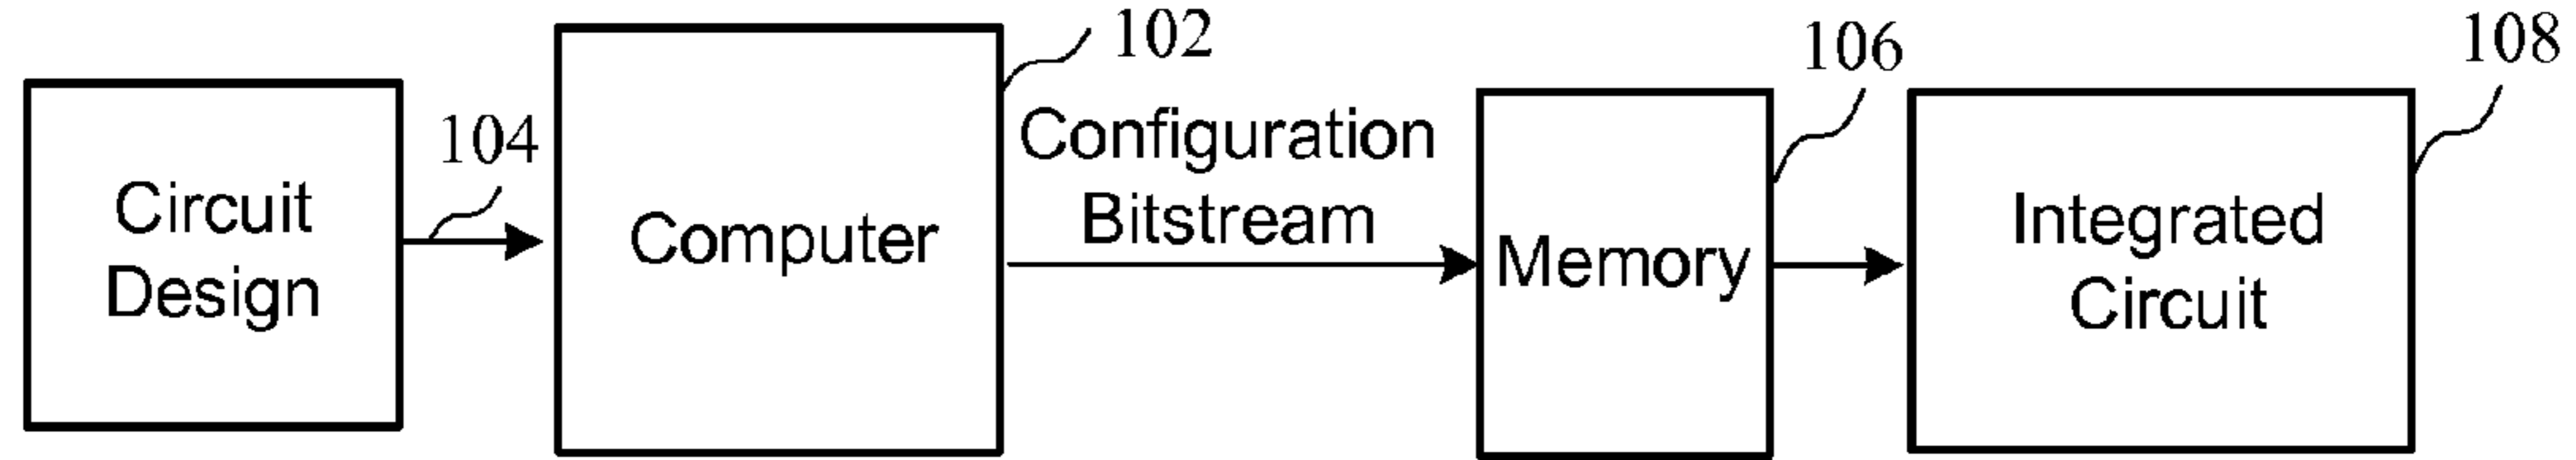 Circuit
Design
104
Computer
102
Configuration
Bitstream
Memory
106
Integrated
Circuit
108